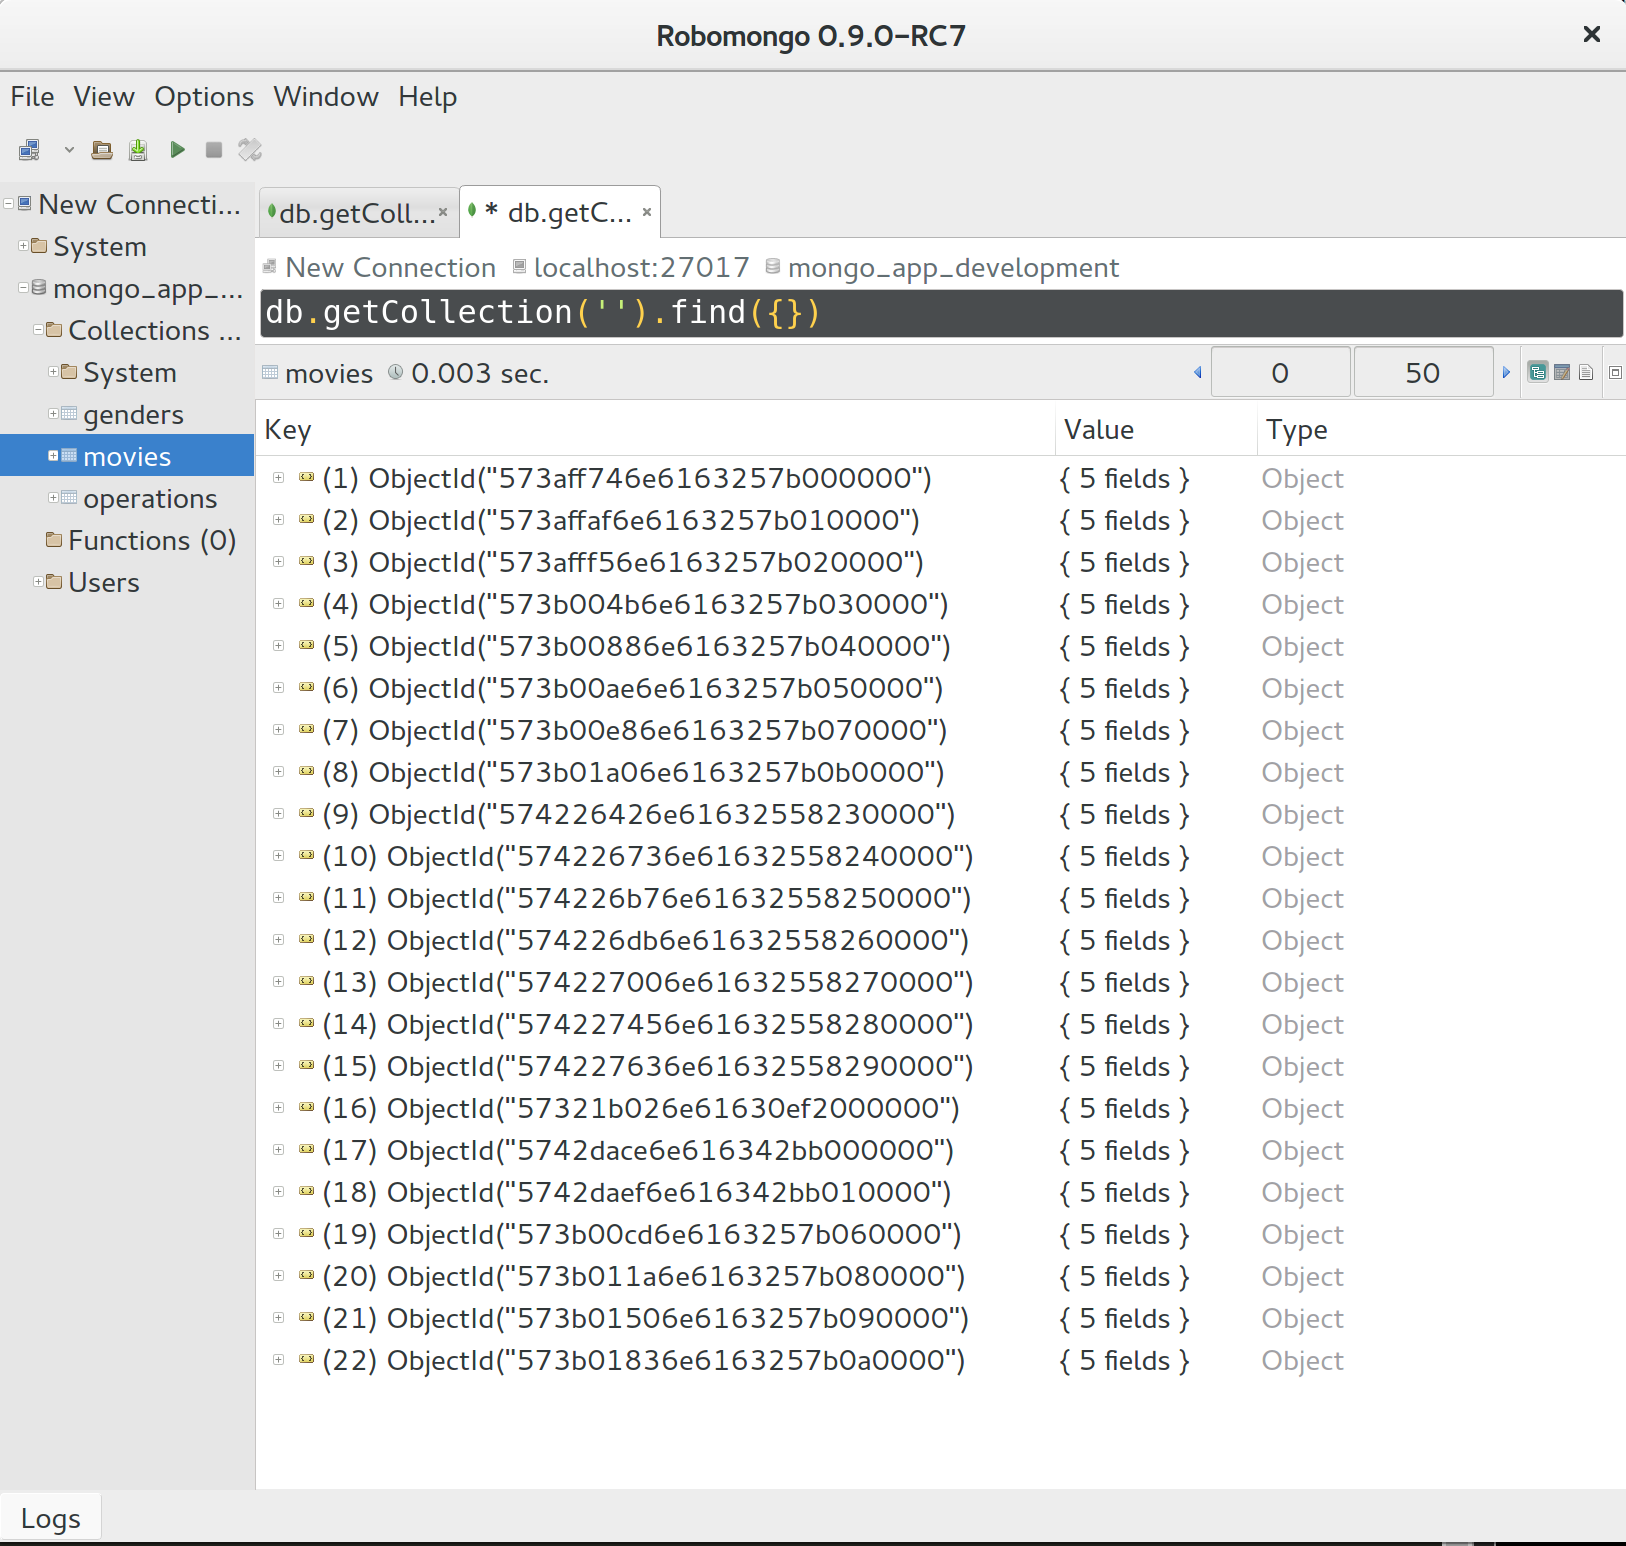 Robomongo 0.9.0-RC7
File View Options Window Help
New Connecti...
System
mongo_app_...
Collections ...
System
genders
movies
operations
Functions (0)
Users
db.getColl... * db.getC...
New Connection localhost:27017 mongo_app_development
db.getCollection('').find({})
movies 0.003 sec. 0 50
Key Value Type
(1) ObjectId("573aff746e6163257b000000") { 5 fields } Object
(2) ObjectId("573affaf6e6163257b010000") { 5 fields } Object
(3) ObjectId("573afff56e6163257b020000") { 5 fields } Object
(4) ObjectId("573b004b6e6163257b030000") { 5 fields } Object
(5) ObjectId("573b00886e6163257b040000") { 5 fields } Object
(6) ObjectId("573b00ae6e6163257b050000") { 5 fields } Object
(7) ObjectId("573b00e86e6163257b070000") { 5 fields } Object
(8) ObjectId("573b01a06e6163257b0b0000") { 5 fields } Object
(9) ObjectId("574226426e61632558230000") { 5 fields } Object
(10) ObjectId("574226736e61632558240000") { 5 fields } Object
(11) ObjectId("574226b76e61632558250000") { 5 fields } Object
(12) ObjectId("574226db6e61632558260000") { 5 fields } Object
(13) ObjectId("574227006e61632558270000") { 5 fields } Object
(14) ObjectId("574227456e61632558280000") { 5 fields } Object
(15) ObjectId("574227636e61632558290000") { 5 fields } Object
(16) ObjectId("57321b026e61630ef2000000") { 5 fields } Object
(17) ObjectId("5742dace6e616342bb000000") { 5 fields } Object
(18) ObjectId("5742daef6e616342bb010000") { 5 fields } Object
(19) ObjectId("573b00cd6e6163257b060000") { 5 fields } Object
(20) ObjectId("573b011a6e6163257b080000") { 5 fields } Object
(21) ObjectId("573b01506e6163257b090000") { 5 fields } Object
(22) ObjectId("573b01836e6163257b0a0000") { 5 fields } Object
Logs